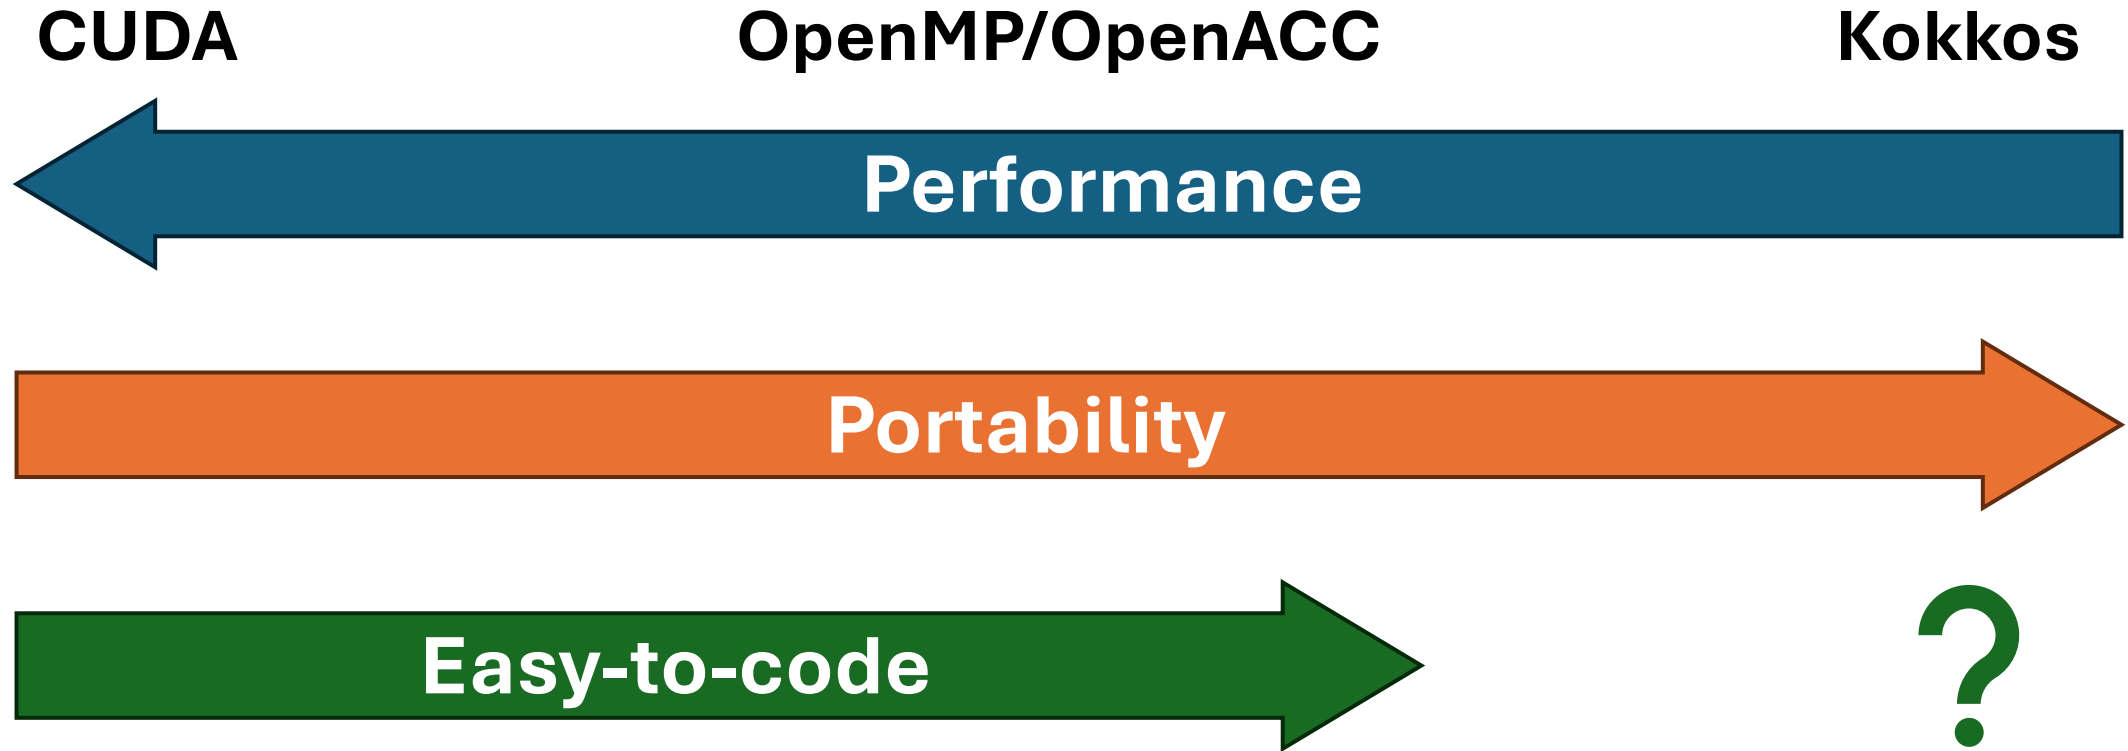 CUDA OpenMP/OpenACC Kokkos
Performance
Portability
Easy-to-code
?